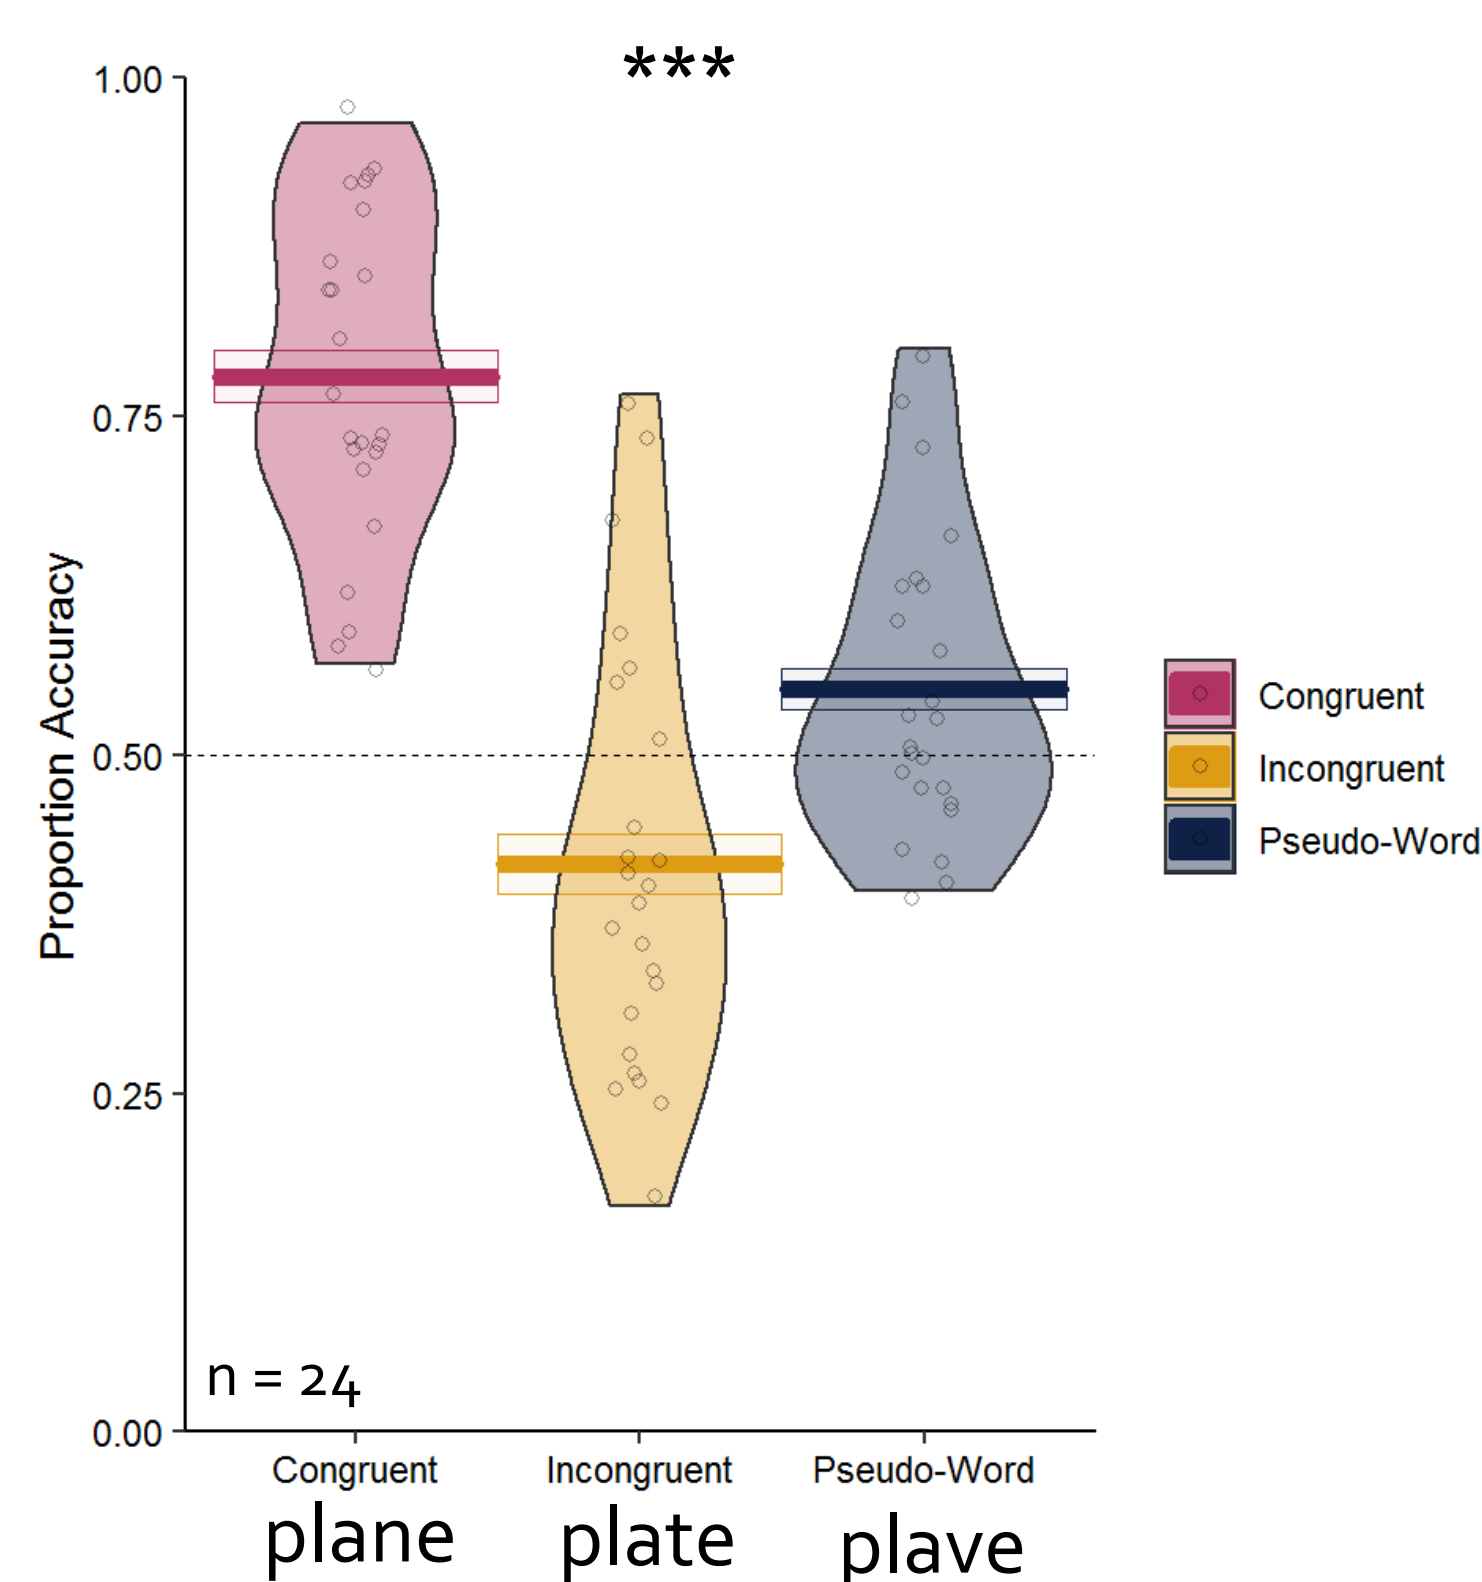 ***
1.00
0.75
0.50
0.25
0.00
Proportion Accuracy
n = 24
Congruent
Incongruent
Pseudo-Word
plane
plate
plave
Congruent
Incongruent
Pseudo-Word